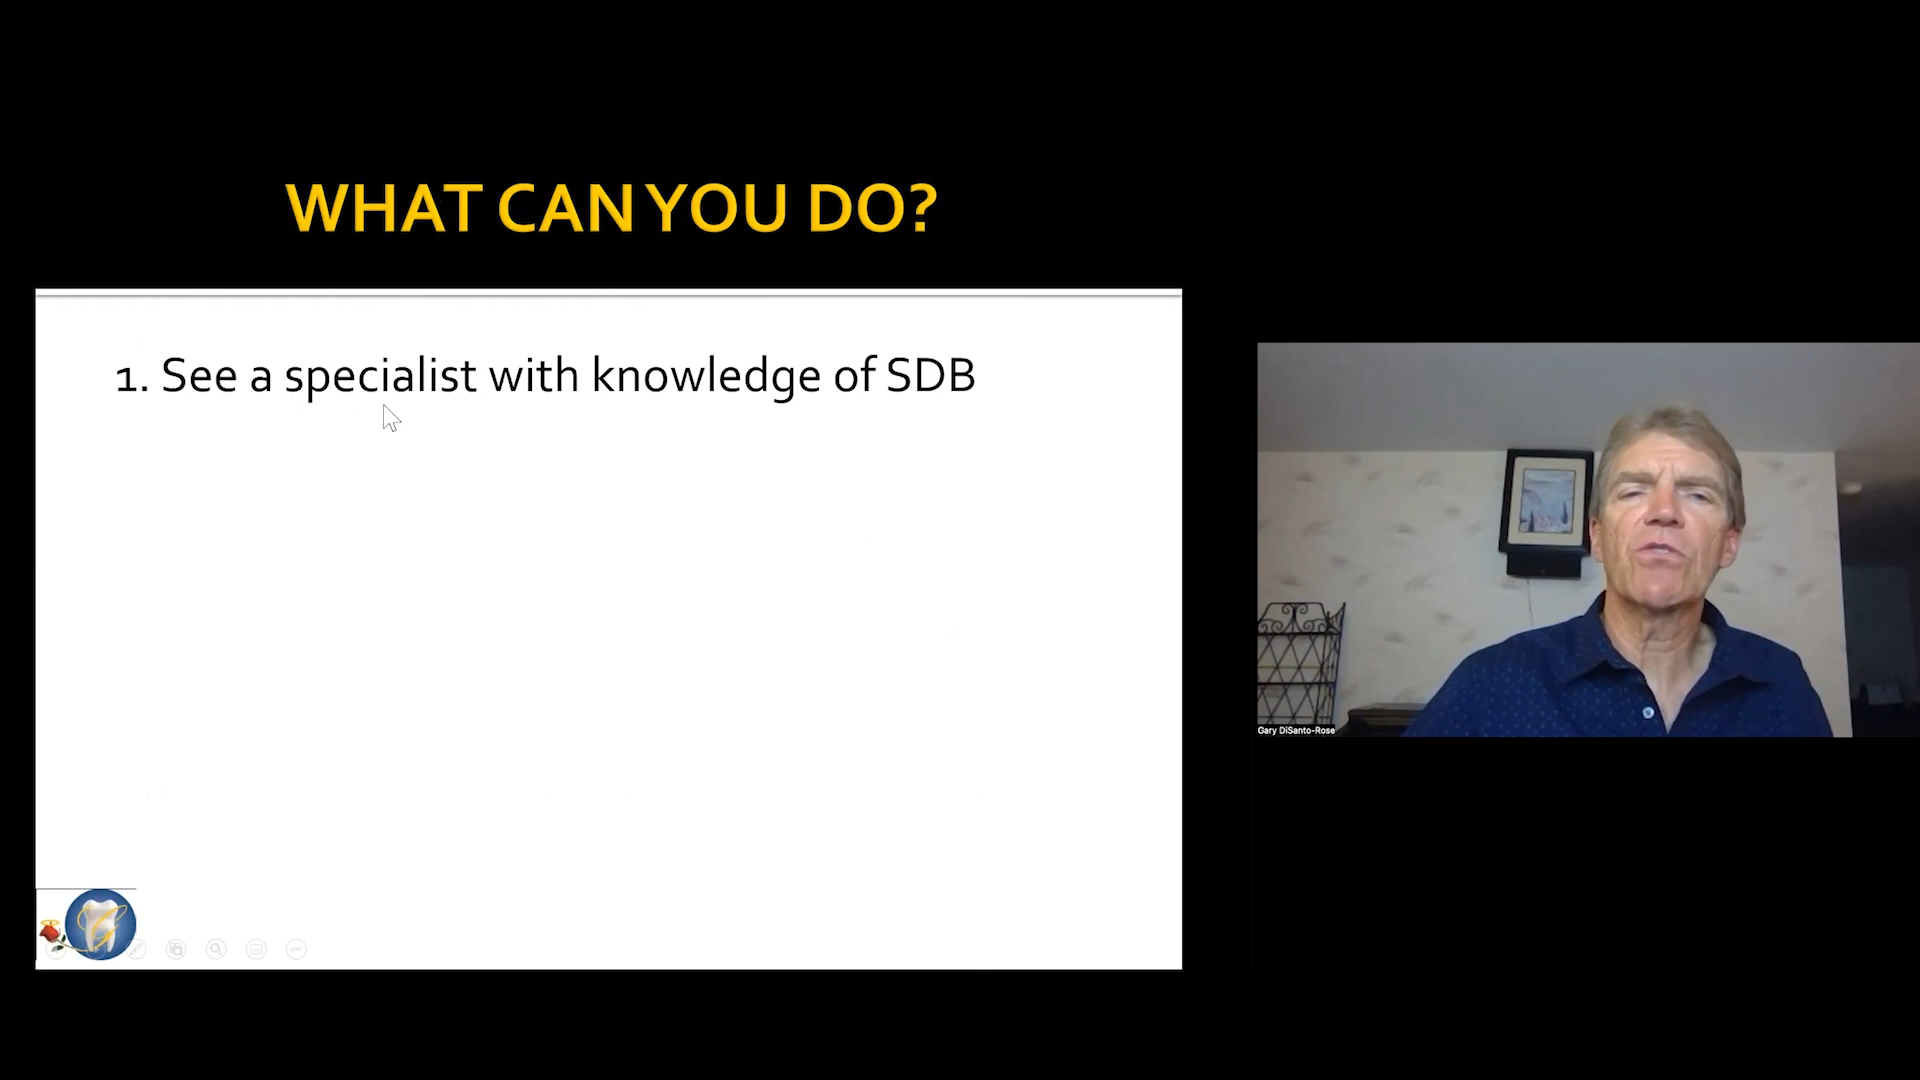 WHAT CAN YOU DO?
1. See a specialist with knowledge of SDB
Gary DiSanto-Rose